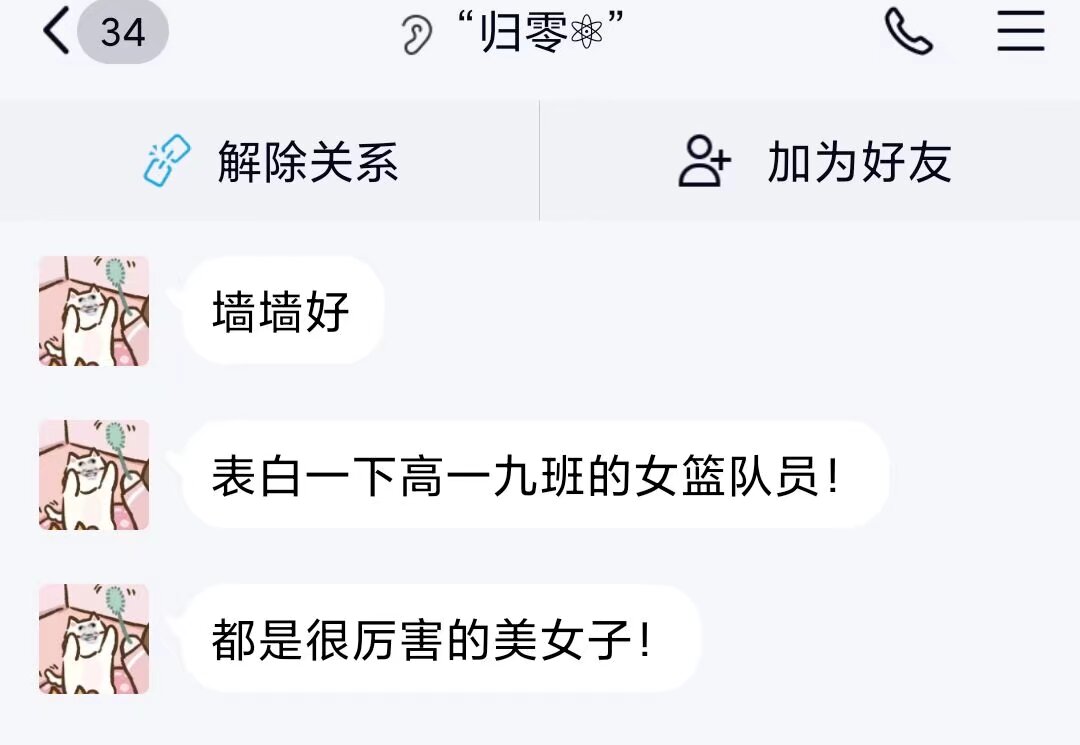 34
“归零⚛”
解除关系
加为好友
墙墙好
表白一下高一九班的女篮队员！
都是很厉害的美女子！